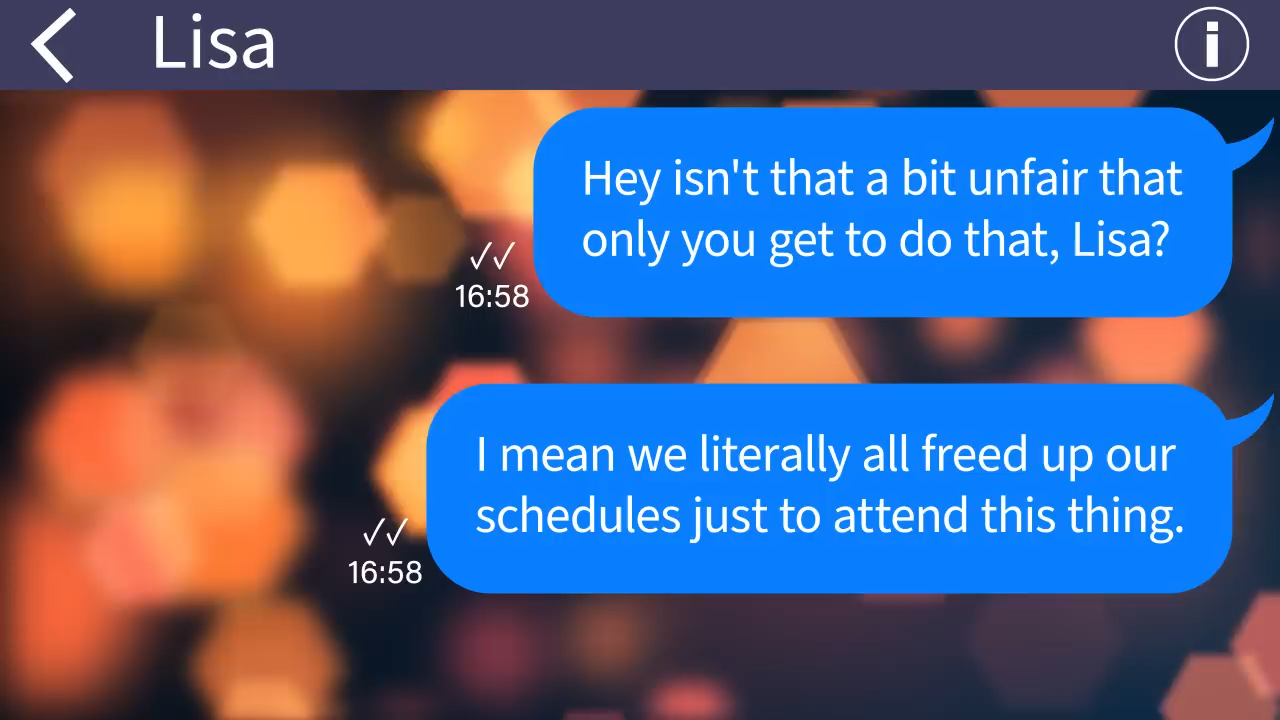 Lisa
i
Hey isn't that a bit unfair that
only you get to do that, Lisa?
✓✓
16:58
I mean we literally all freed up our
schedules just to attend this thing.
✓✓
16:58